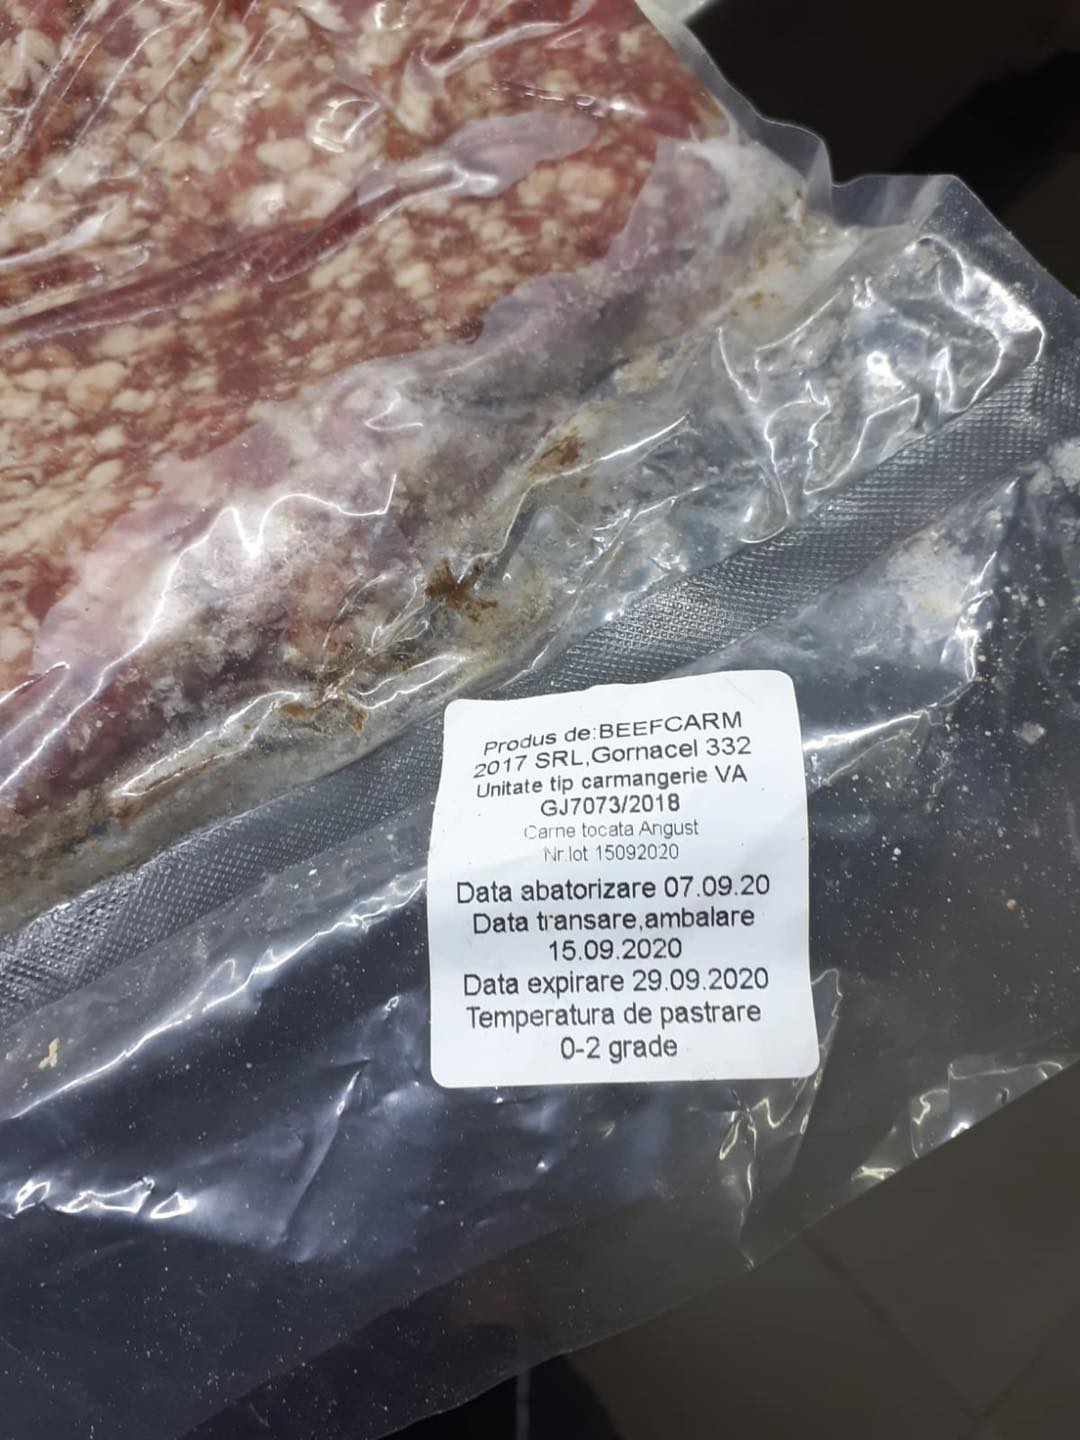 Produs de:BEEFCARM
2017 SRL,Gornacel 332
Unitate tip carmangerie VA
GJ7073/2018
Carne tocata Angust
Nr.lot 15092020
Data abatorizare 07.09.20
Data transare,ambalare
15.09.2020
Data expirare 29.09.2020
Temperatura de pastrare
0-2 grade